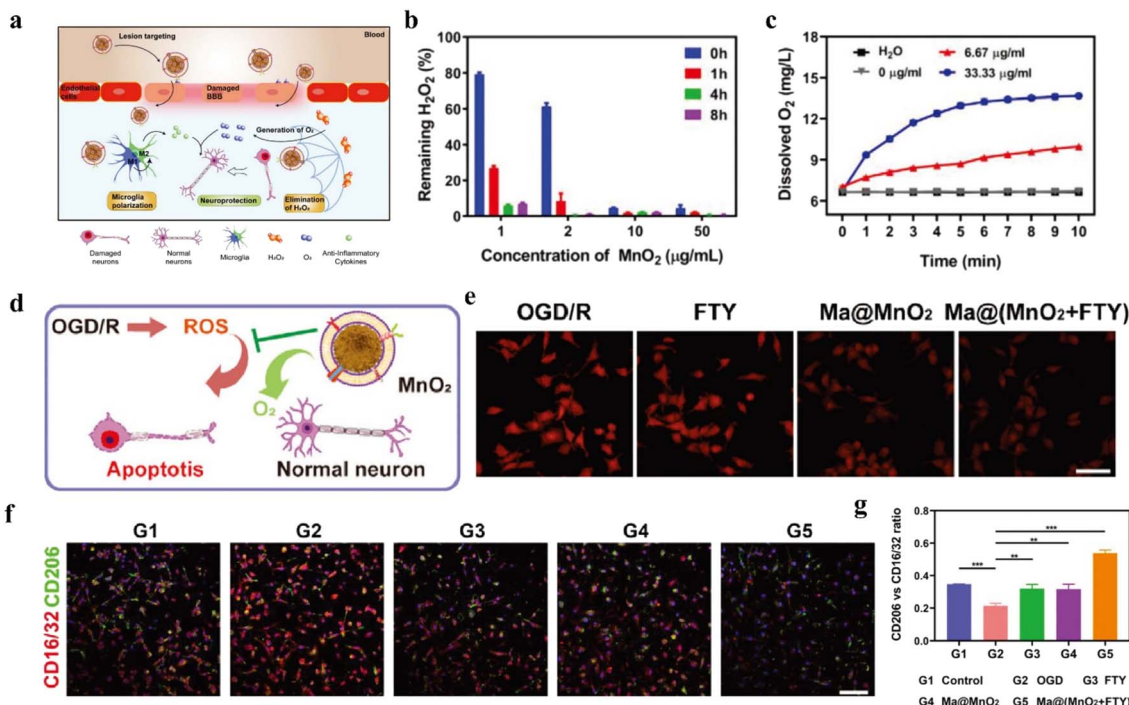 a
Blood
Lesion targeting
Endothelial
cells
Damaged
BBB
Generation of O₂
M2
M1
Microglia
polarization
Neuroprotection
Elimination
of H₂O₂
Damaged
neurons
Normal
neurons
Microglia
H₂O₂
O₂
Anti-Inflammatory
Cytokines
b
Remaining H₂O₂ (%)
80
60
40
20
0
0h
1h
4h
8h
1 2 10 50
Concentration of MnO₂ (μg/mL)
c
Dissolved O₂ (mg/L)
H₂O
6.67 μg/ml
0 μg/ml
33.33 μg/ml
18
15
12
9
6
0 1 2 3 4 5 6 7 8 9 10
Time (min)
d
OGD/R
ROS
MnO₂
O₂
Apoptotis
Normal neuron
e
OGD/R FTY Ma@MnO₂ Ma@(MnO₂+FTY)
f
G1 G2 G3 G4 G5
CD16/32 CD206
g
CD206 vs CD16/32 ratio
0.8
0.6
0.4
0.2
0.0
***
**
**
***
G1 G2 G3 G4 G5
G1 Control G2 OGD G3 FTY
G4 Ma@MnO₂ G5 Ma@(MnO₂+FTY)